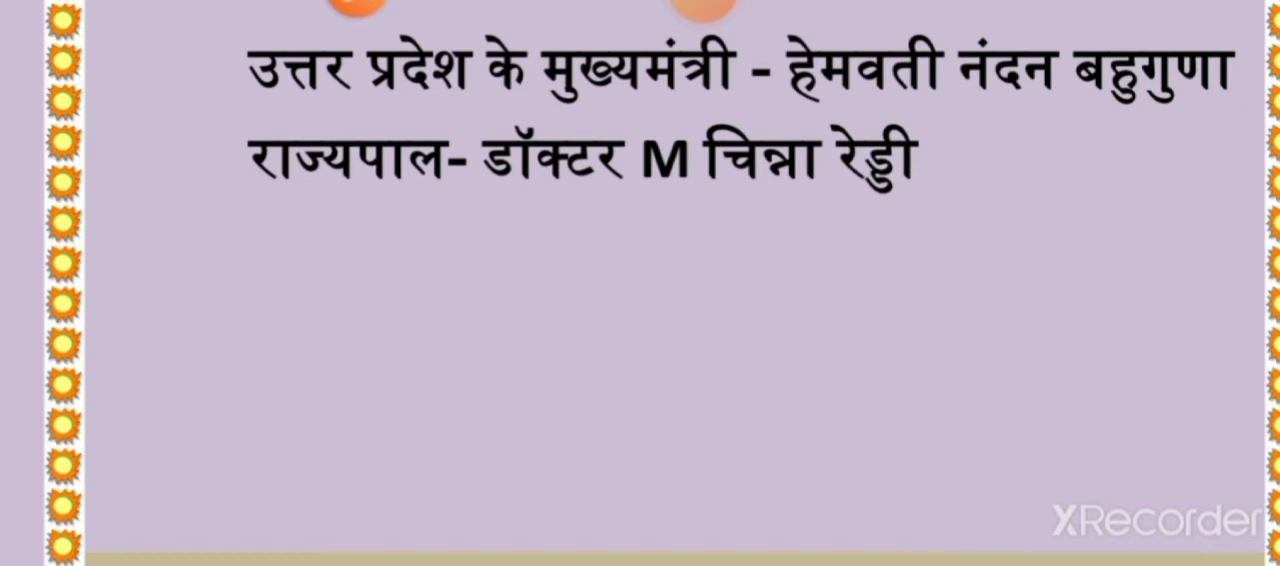 उत्तर प्रदेश के मुख्यमंत्री - हेमवती नंदन बहुगुणा
राज्यपाल- डॉक्टर M चिन्ना रेड्डी
XRecorder